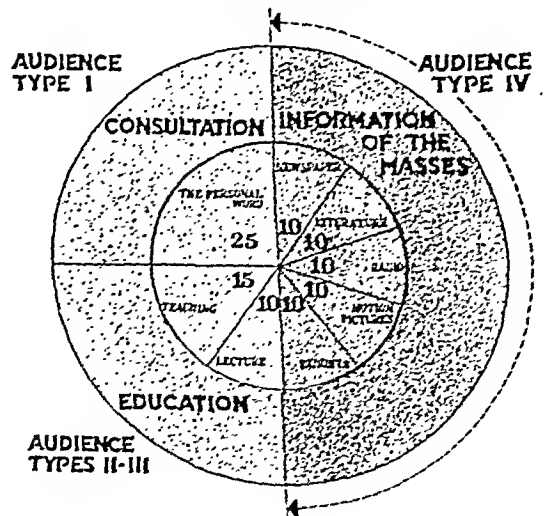 AUDIENCE
TYPE I
AUDIENCE
TYPE IV
CONSULTATION
INFORMATION
OF THE
MASSES
THE PERSONAL
WORD
25
NEWSPAPER
10
LITERATURE
10
RADIO
10
MOTION
PICTURES
10
EXHIBITS
10
LECTURE
10
TEACHING
15
EDUCATION
AUDIENCE
TYPES II-III